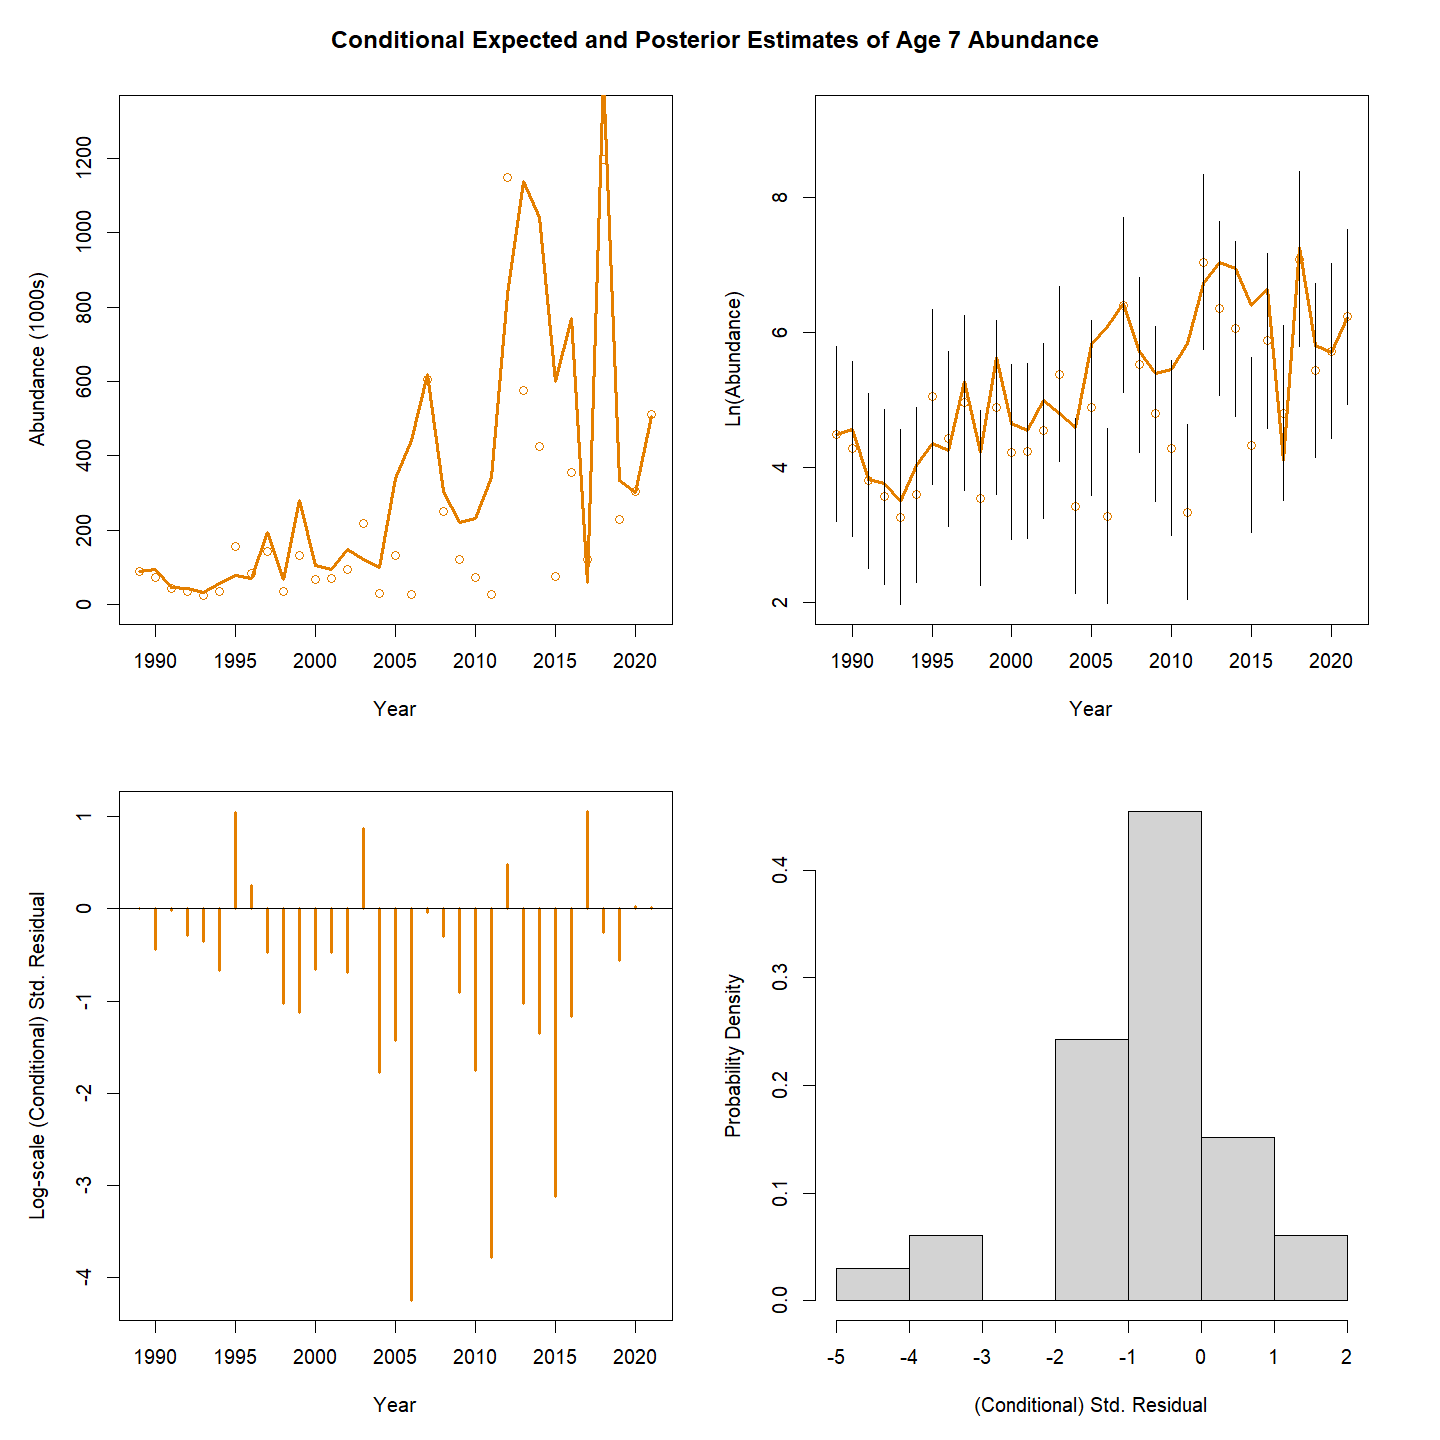 Conditional Expected and Posterior Estimates of Age 7 Abundance
Abundance (1000s)
0 200 400 600 800 1000 1200
1990 1995 2000 2005 2010 2015 2020
Year
Ln(Abundance)
2 4 6 8
1990 1995 2000 2005 2010 2015 2020
Year
Log-scale (Conditional) Std. Residual
-4 -3 -2 -1 0 1
1990 1995 2000 2005 2010 2015 2020
Year
Probability Density
0.0 0.1 0.2 0.3 0.4
-5 -4 -3 -2 -1 0 1 2
(Conditional) Std. Residual